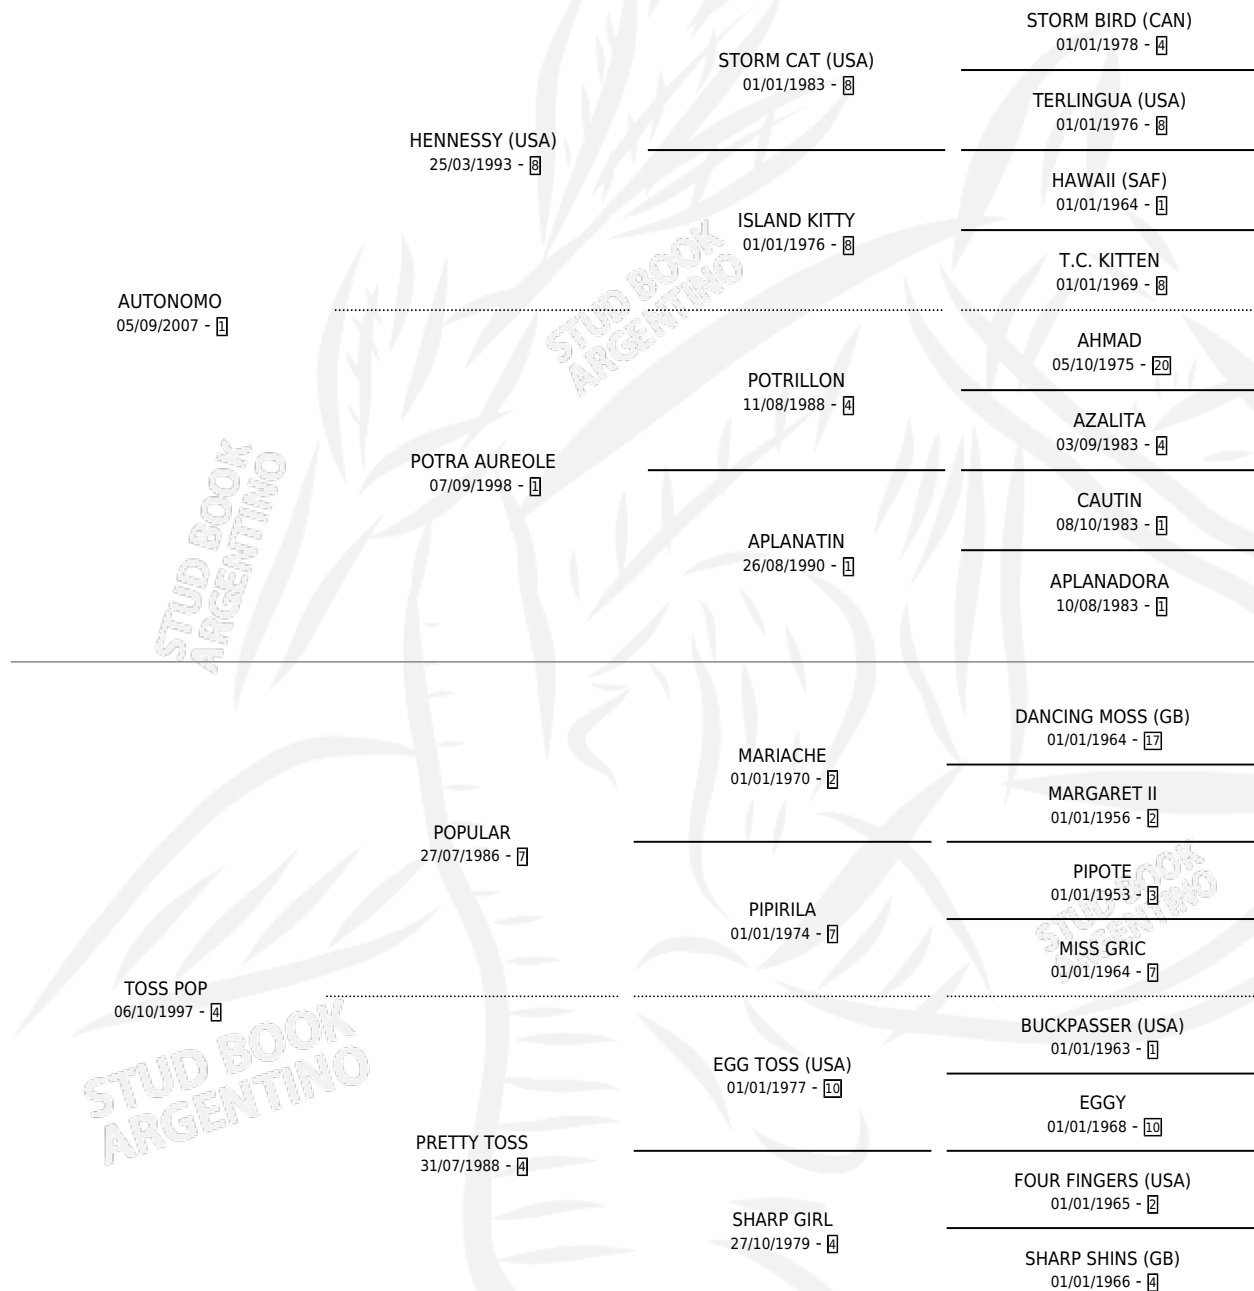 STORM BIRD (CAN)
01/01/1978 - 4
STORM CAT (USA)
01/01/1983 - 8
TERLINGUA (USA)
01/01/1976 - 8
HENNESSY (USA)
25/03/1993 - 8
HAWAII (SAF)
01/01/1964 - 1
ISLAND KITTY
01/01/1976 - 8
T.C. KITTEN
01/01/1969 - 8
AUTONOMO
05/09/2007 - 1
AHMAD
05/10/1975 - 20
POTRILLON
11/08/1988 - 4
AZALITA
03/09/1983 - 4
POTRA AUREOLE
07/09/1998 - 1
CAUTIN
08/10/1983 - 1
APLANATIN
26/08/1990 - 1
APLANADORA
10/08/1983 - 1
STUD BOOK
ARGENTINO
STUD BOOK
ARGENTINO
DANCING MOSS (GB)
01/01/1964 - 17
MARIACHE
01/01/1970 - 2
MARGARET II
01/01/1956 - 2
POPULAR
27/07/1986 - 7
PIPOTE
01/01/1953 - 3
PIPIRILA
01/01/1974 - 7
MISS GRIC
01/01/1964 - 7
STUD BOOK
ARGENTINO
TOSS POP
06/10/1997 - 4
BUCKPASSER (USA)
01/01/1963 - 1
EGG TOSS (USA)
01/01/1977 - 10
EGGY
01/01/1968 - 10
PRETTY TOSS
31/07/1988 - 4
FOUR FINGERS (USA)
01/01/1965 - 2
SHARP GIRL
27/10/1979 - 4
SHARP SHINS (GB)
01/01/1966 - 4
STUD BOOK
ARGENTINO